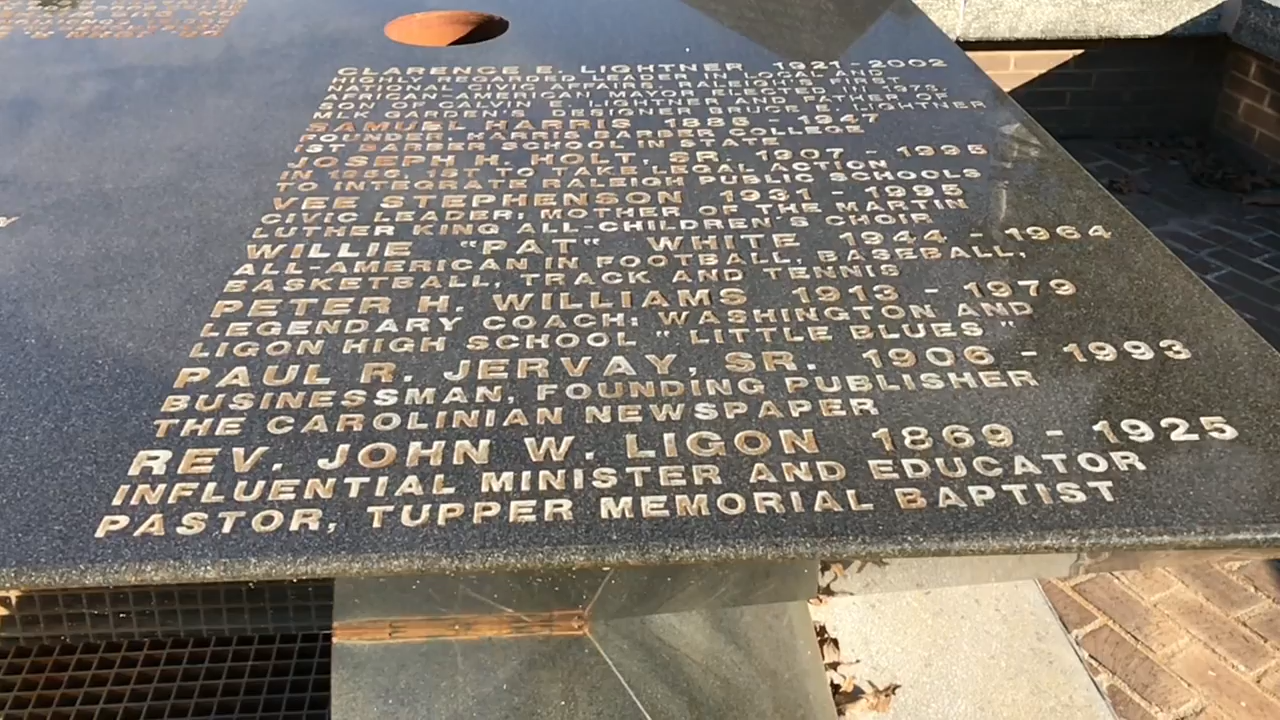 CLARENCE E. LIGHTNER 1921-2002
HIGHLY REGARDED LEADER IN LOCAL AND
NATIONAL CIVIC AFFAIRS, RALEIGH'S FIRST
AFRICAN-AMERICAN MAYOR ELECTED IN 1973,
SON OF CALVIN E. LIGHTNER AND FATHER OF
MLK GARDEN'S DESIGNER BRUCE E. LIGHTNER
SAMUEL HARRIS 1885 - 1947
FOUNDER, HARRIS BARBER COLLEGE
1ST BARBER SCHOOL IN STATE
JOSEPH H. HOLT, SR. 1907 - 1995
IN 1956, 1ST TO TAKE LEGAL ACTION
TO INTEGRATE RALEIGH PUBLIC SCHOOLS
VEE STEPHENSON 1931 - 1995
CIVIC LEADER; MOTHER OF THE MARTIN
LUTHER KING ALL-CHILDREN'S CHOIR
WILLIE "PAT" WHITE 1944 - 1964
ALL-AMERICAN IN FOOTBALL, BASEBALL,
BASKETBALL, TRACK AND TENNIS
PETER H. WILLIAMS 1913 - 1979
LEGENDARY COACH: WASHINGTON AND
LIGON HIGH SCHOOL "LITTLE BLUES"
PAUL R. JERVAY, SR. 1906 - 1993
BUSINESSMAN, FOUNDING PUBLISHER
THE CAROLINIAN NEWSPAPER
REV. JOHN W. LIGON 1869 - 1925
INFLUENTIAL MINISTER AND EDUCATOR
PASTOR, TUPPER MEMORIAL BAPTIST